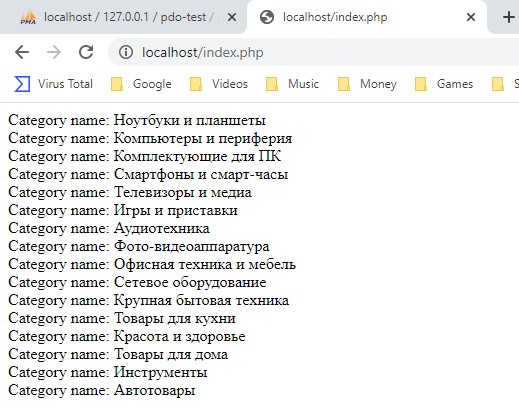 PMA localhost / 127.0.0.1 / pdo-test / localhost/index.php
localhost/index.php
Virus Total Google Videos Music Money Games S
Category name: Ноутбуки и планшеты
Category name: Компьютеры и периферия
Category name: Комплектующие для ПК
Category name: Смартфоны и смарт-часы
Category name: Телевизоры и медиа
Category name: Игры и приставки
Category name: Аудиотехника
Category name: Фото-видеоаппаратура
Category name: Офисная техника и мебель
Category name: Сетевое оборудование
Category name: Крупная бытовая техника
Category name: Товары для кухни
Category name: Красота и здоровье
Category name: Товары для дома
Category name: Инструменты
Category name: Автотовары